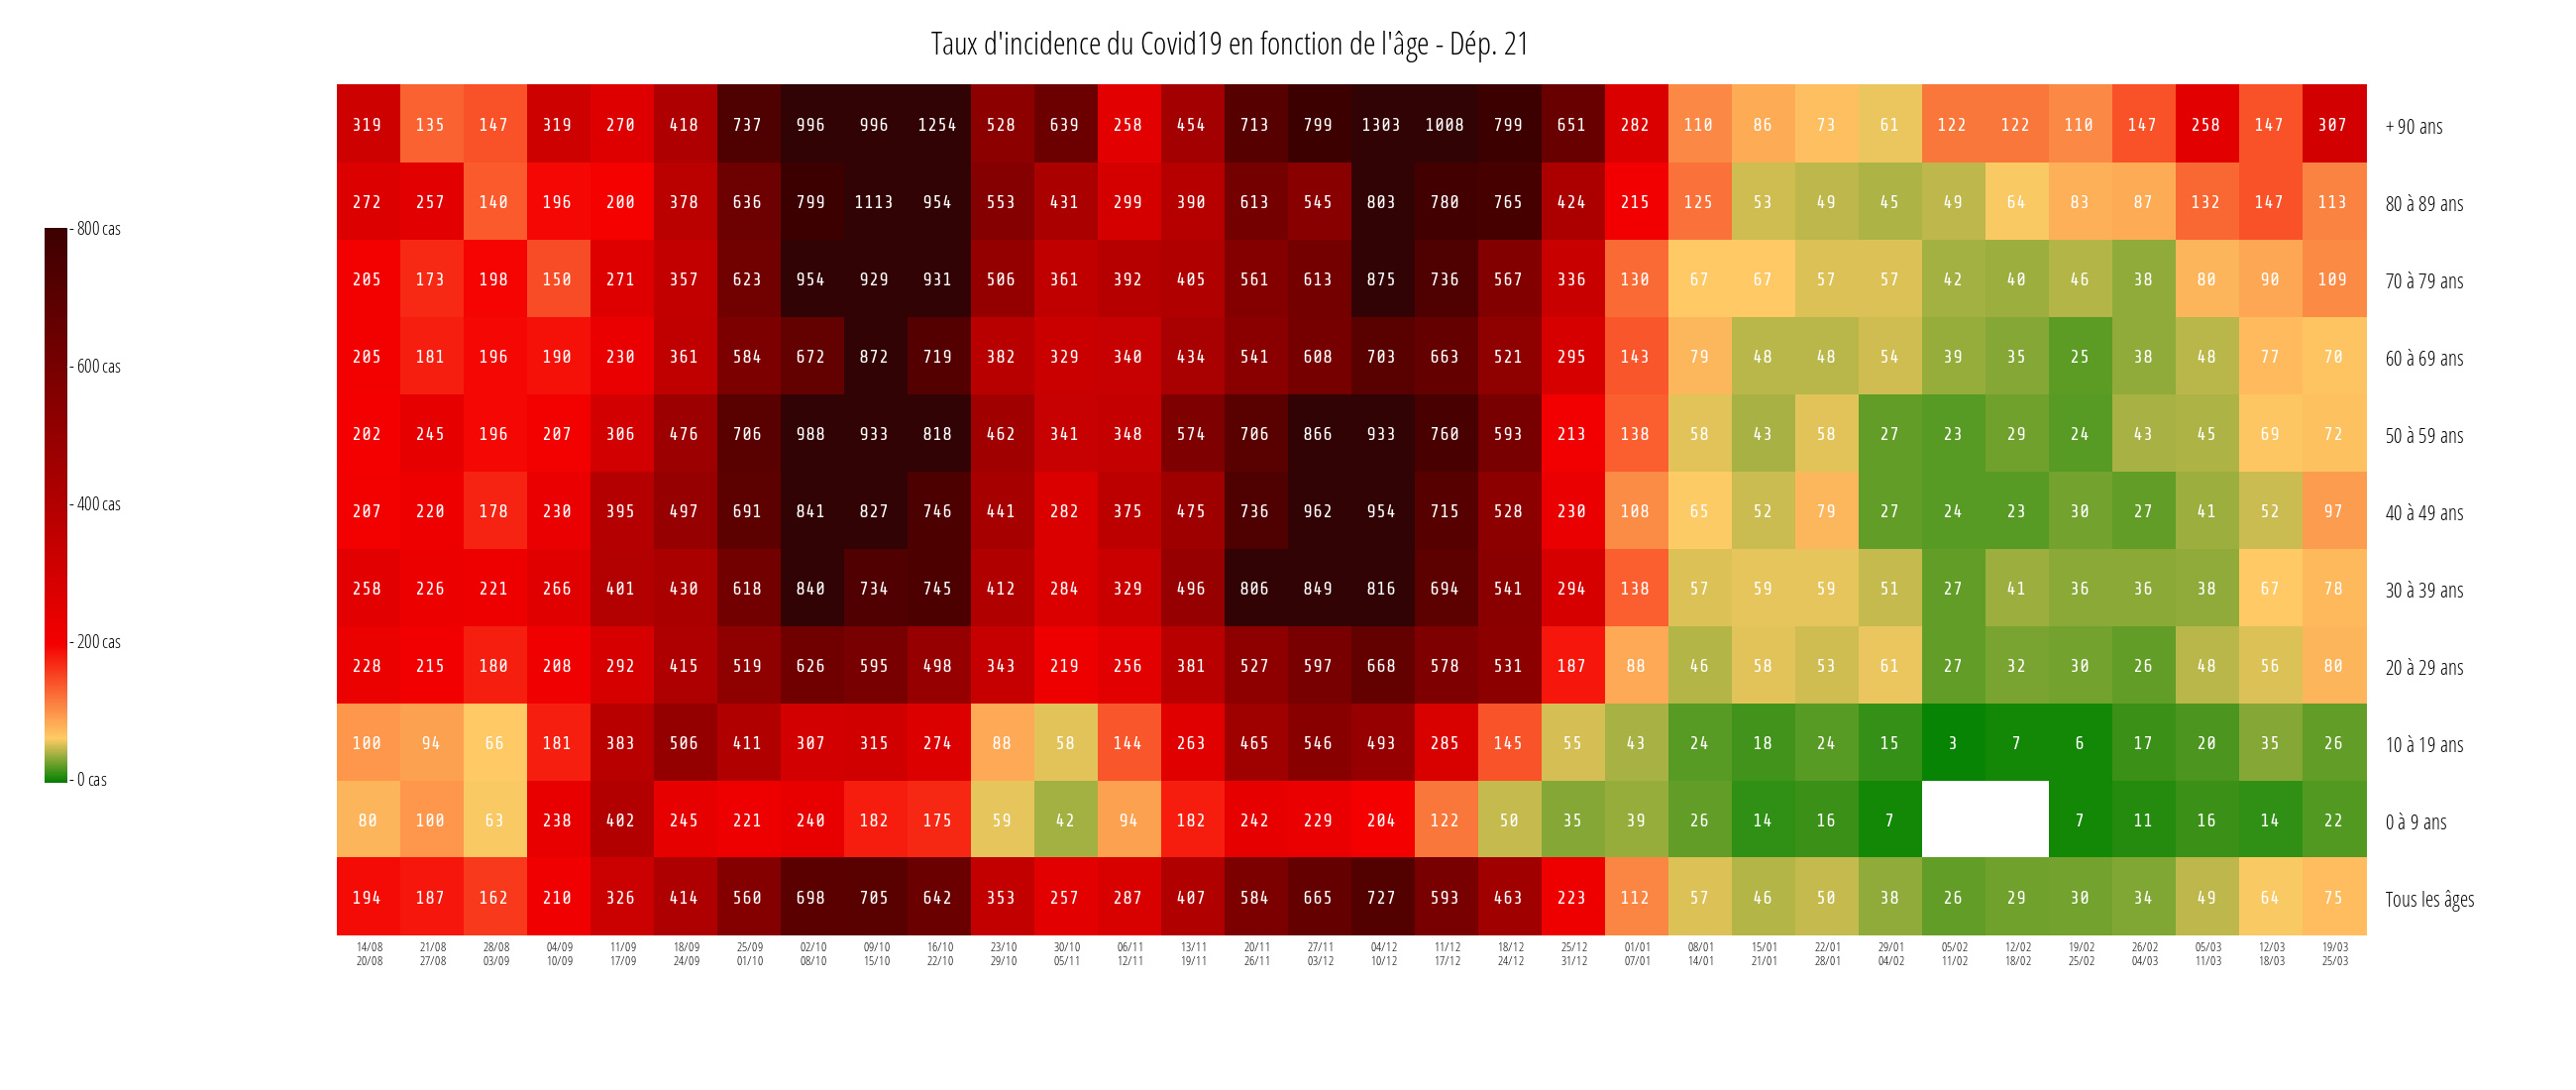 Taux d'incidence du Covid19 en fonction de l'âge - Dép. 21
- 800 cas
- 600 cas
- 400 cas
- 200 cas
- 0 cas
319 135 147 319 270 418 737 996 996 1254 528 639 258 454 713 799 1303 1008 799 651 282 110 86 73 61 122 122 110 147 258 147 307 + 90 ans
272 257 140 196 200 378 636 799 1113 954 553 431 299 390 613 545 803 780 765 424 215 125 53 49 45 49 64 83 87 132 147 113 80 à 89 ans
205 173 198 150 271 357 623 954 929 931 506 361 392 405 561 613 875 736 567 336 130 67 67 57 57 42 40 46 38 80 90 109 70 à 79 ans
205 181 196 190 230 361 584 672 872 719 382 329 340 434 541 608 703 663 521 295 143 79 48 48 54 39 35 25 38 48 77 70 60 à 69 ans
202 245 196 207 306 476 706 988 933 818 462 341 348 574 706 866 933 760 593 213 138 58 43 58 27 23 29 24 43 45 69 72 50 à 59 ans
207 220 178 230 395 497 691 841 827 746 441 282 375 475 736 962 954 715 528 230 108 65 52 79 27 24 23 30 27 41 52 97 40 à 49 ans
258 226 221 266 401 430 618 840 734 745 412 284 329 496 806 849 816 694 541 294 138 57 59 59 51 27 41 36 36 38 67 78 30 à 39 ans
228 215 180 208 292 415 519 626 595 498 343 219 256 381 527 597 668 578 531 187 88 46 58 53 61 27 32 30 26 48 56 80 20 à 29 ans
100 94 66 181 383 506 411 307 315 274 88 58 144 263 465 546 493 285 145 55 43 24 18 24 15 3 7 6 17 20 35 26 10 à 19 ans
80 100 63 238 402 245 221 240 182 175 59 42 94 182 242 229 204 122 50 35 39 26 14 16 7 7 11 16 14 22 0 à 9 ans
194 187 162 210 326 414 560 698 705 642 353 257 287 407 584 665 727 593 463 223 112 57 46 50 38 26 29 30 34 49 64 75 Tous les âges
14/08 21/08 28/08 04/09 11/09 18/09 25/09 02/10 09/10 16/10 23/10 30/10 06/11 13/11 20/11 27/11 04/12 11/12 18/12 25/12 01/01 08/01 15/01 22/01 29/01 05/02 12/02 19/02 26/02 05/03 12/03 19/03
20/08 27/08 03/09 10/09 17/09 24/09 01/10 08/10 15/10 22/10 29/10 05/11 12/11 19/11 26/11 03/12 10/12 17/12 24/12 31/12 07/01 14/01 21/01 28/01 04/02 11/02 18/02 25/02 04/03 11/03 18/03 25/03